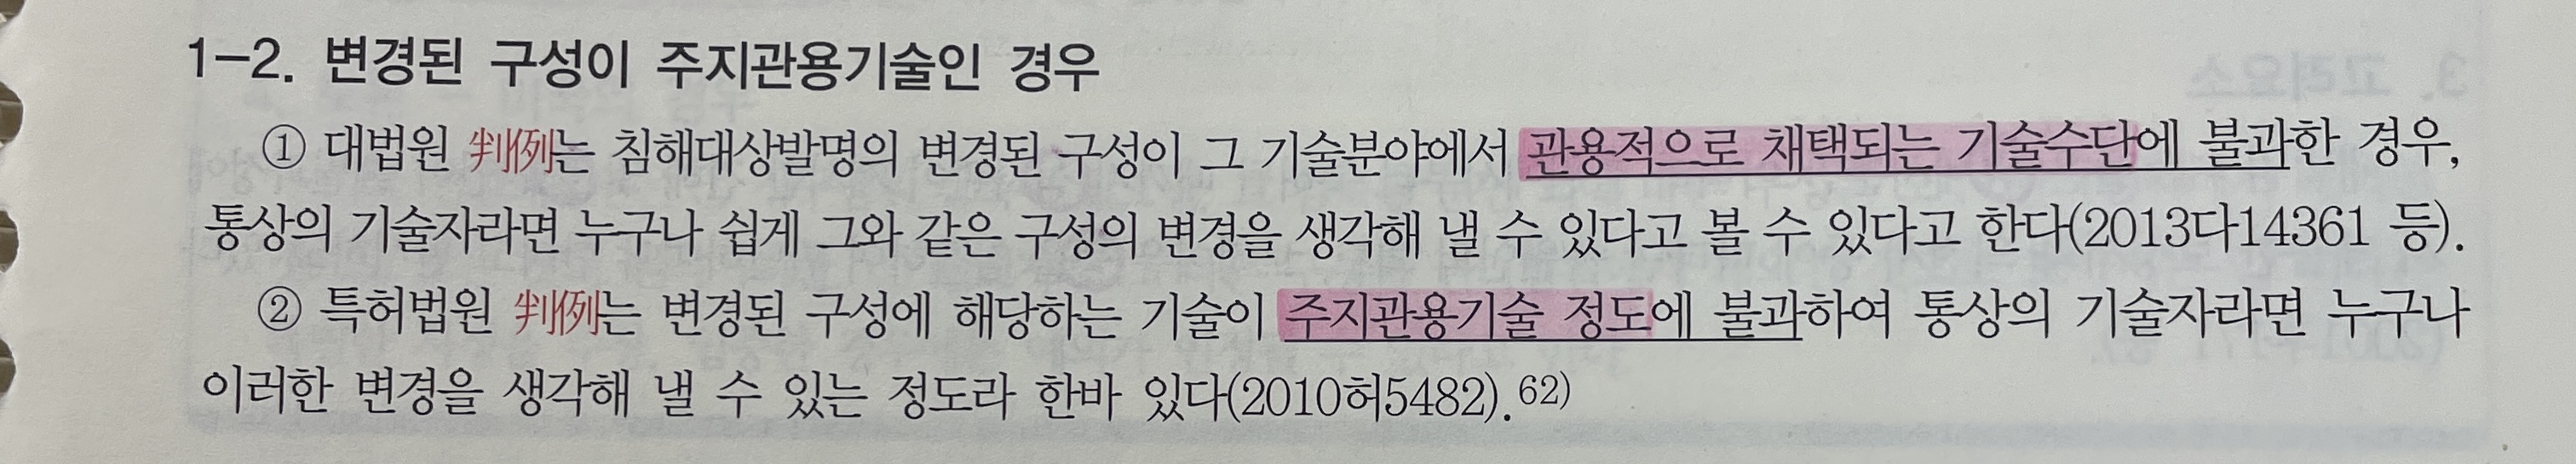 1-2. 변경된 구성이 주지관용기술인 경우
① 대법원 判例는 침해대상발명의 변경된 구성이 그 기술분야에서 관용적으로 채택되는 기술수단에 불과한 경우,
통상의 기술자라면 누구나 쉽게 그와 같은 구성의 변경을 생각해 낼 수 있다고 볼 수 있다고 한다(2013다14361 등).
② 특허법원 判例는 변경된 구성에 해당하는 기술이 주지관용기술 정도에 불과하여 통상의 기술자라면 누구나
이러한 변경을 생각해 낼 수 있는 정도라 한바 있다(2010허5482).62)